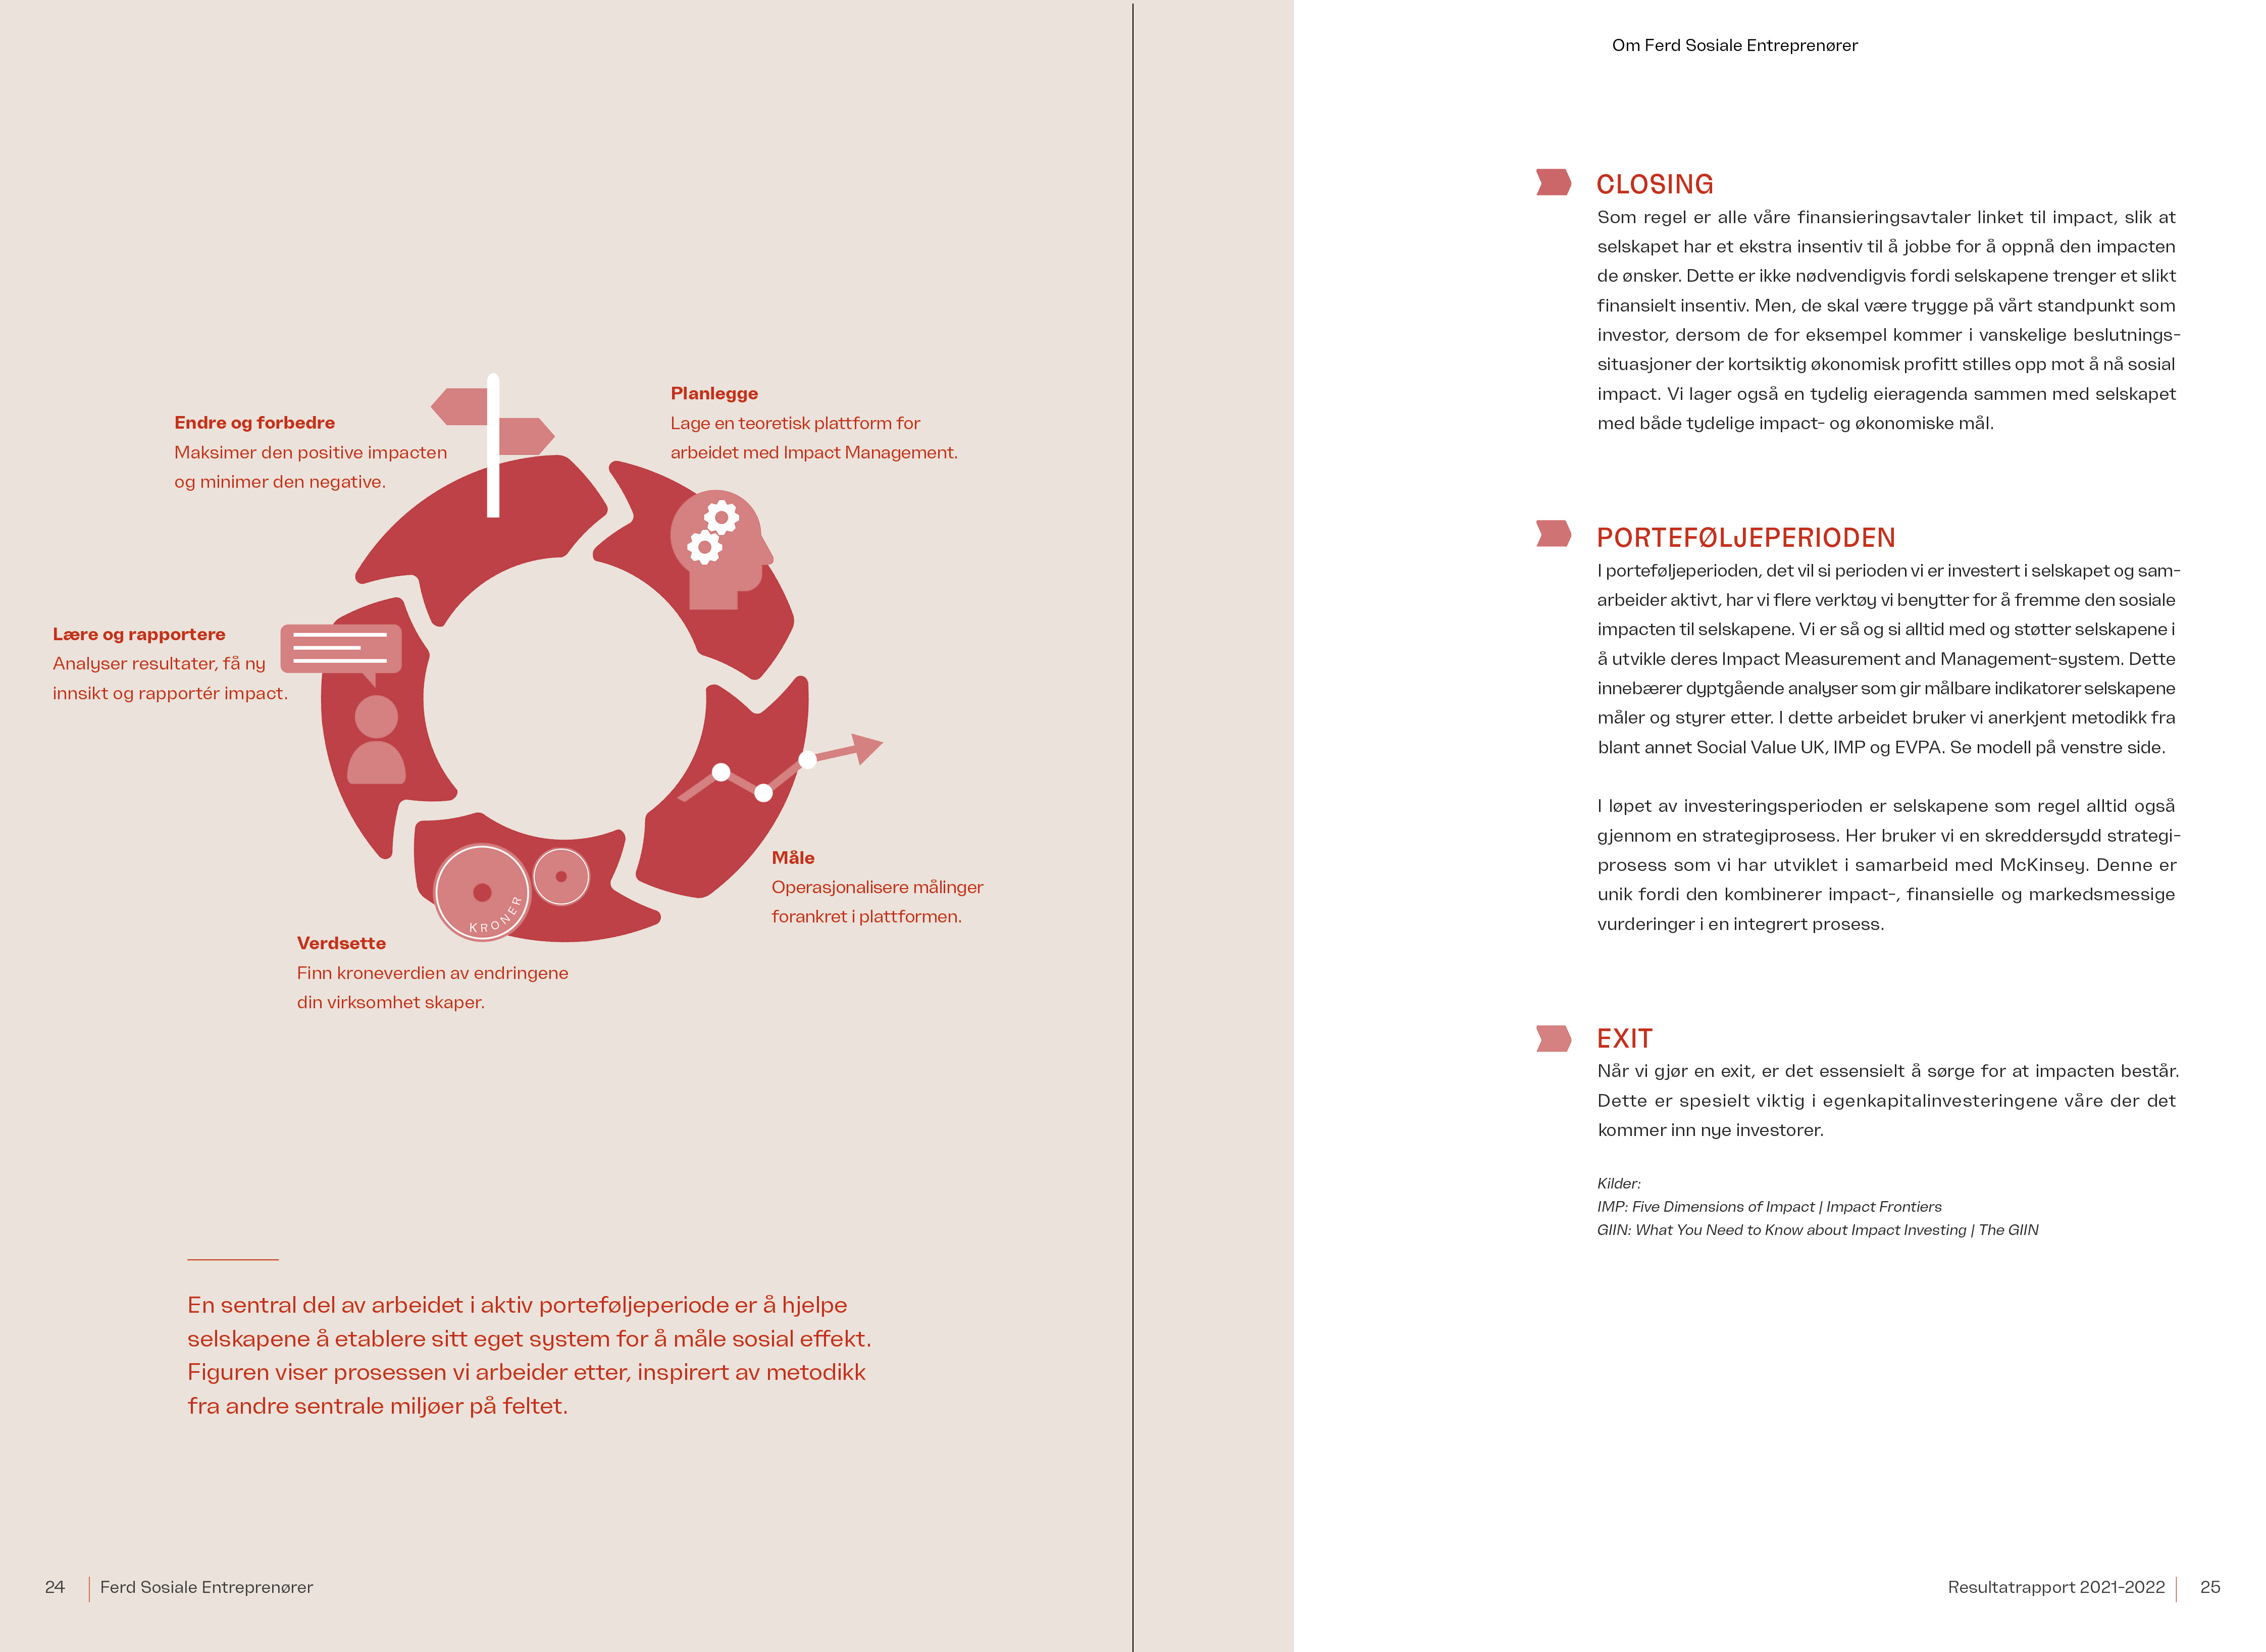 Endre og forbedre
Maksimer den positive impacten
og minimer den negative.
Planlegge
Lage en teoretisk plattform for
arbeidet med Impact Management.
Lære og rapportere
Analyser resultater, få ny
innsikt og rapportér impact.
Måle
Operasjonalisere målinger
forankret i plattformen.
KRONER
Verdsette
Finn kroneverdien av endringene
din virksomhet skaper.
En sentral del av arbeidet i aktiv porteføljeperiode er å hjelpe
selskapene å etablere sitt eget system for å måle sosial effekt.
Figuren viser prosessen vi arbeider etter, inspirert av metodikk
fra andre sentrale miljøer på feltet.
24
Ferd Sosiale Entreprenører
Om Ferd Sosiale Entreprenører
CLOSING
Som regel er alle våre finansieringsavtaler linket til impact, slik at
selskapet har et ekstra insentiv til å jobbe for å oppnå den impacten
de ønsker. Dette er ikke nødvendigvis fordi selskapene trenger et slikt
finansielt insentiv. Men, de skal være trygge på vårt standpunkt som
investor, dersom de for eksempel kommer i vanskelige beslutnings-
situasjoner der kortsiktig økonomisk profitt stilles opp mot å nå sosial
impact. Vi lager også en tydelig eieragenda sammen med selskapet
med både tydelige impact- og økonomiske mål.
PORTEFØLJEPERIODEN
I porteføljeperioden, det vil si perioden vi er investert i selskapet og sam-
arbeider aktivt, har vi flere verktøy vi benytter for å fremme den sosiale
impacten til selskapene. Vi er så og si alltid med og støtter selskapene i
å utvikle deres Impact Measurement and Management-system. Dette
innebærer dyptgående analyser som gir målbare indikatorer selskapene
måler og styrer etter. I dette arbeidet bruker vi anerkjent metodikk fra
blant annet Social Value UK, IMP og EVPA. Se modell på venstre side.
I løpet av investeringsperioden er selskapene som regel alltid også
gjennom en strategiprosess. Her bruker vi en skreddersydd strategi-
prosess som vi har utviklet i samarbeid med McKinsey. Denne er
unik fordi den kombinerer impact-, finansielle og markedsmessige
vurderinger i en integrert prosess.
EXIT
Når vi gjør en exit, er det essensielt å sørge for at impacten består.
Dette er spesielt viktig i egenkapitalinvesteringene våre der det
kommer inn nye investorer.
Kilder:
IMP: Five Dimensions of Impact | Impact Frontiers
GIIN: What You Need to Know about Impact Investing | The GIIN
Resultatrapport 2021-2022
25